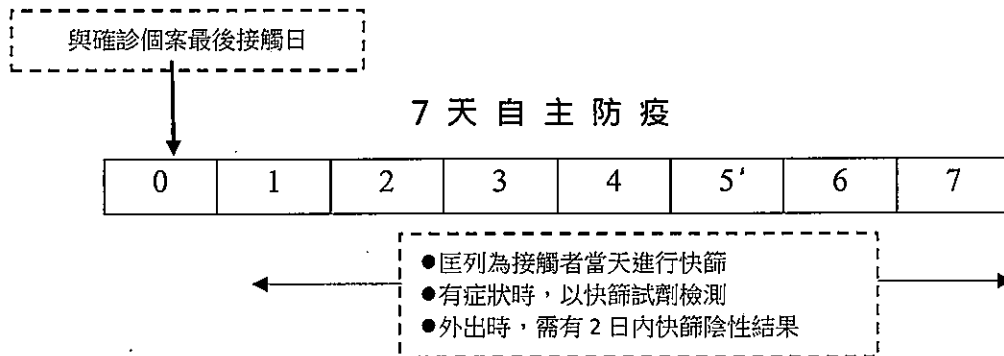 與確診個案最後接觸日
7 天 自 主 防 疫
0 1 2 3 4 5 6 7
●匡列為接觸者當天進行快篩
●有症狀時，以快篩試劑檢測
●外出時，需有 2 日內快篩陰性結果